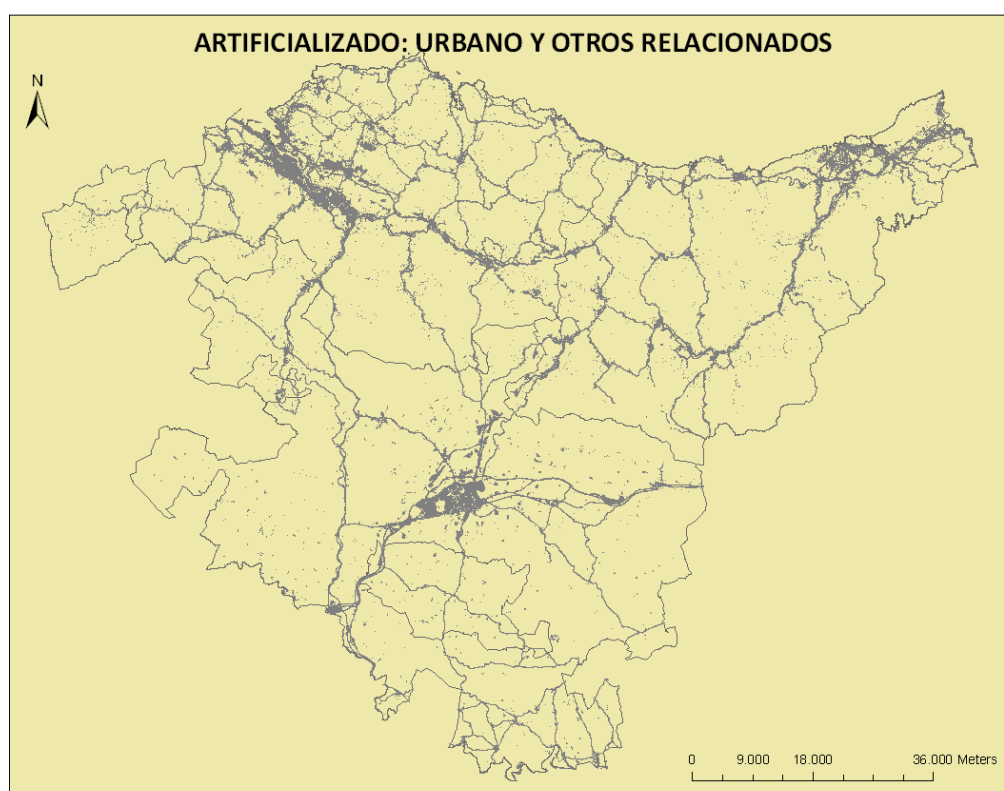 ARTIFICIALIZADO: URBANO Y OTROS RELACIONADOS
N
0 9.000 18.000 36.000 Meters